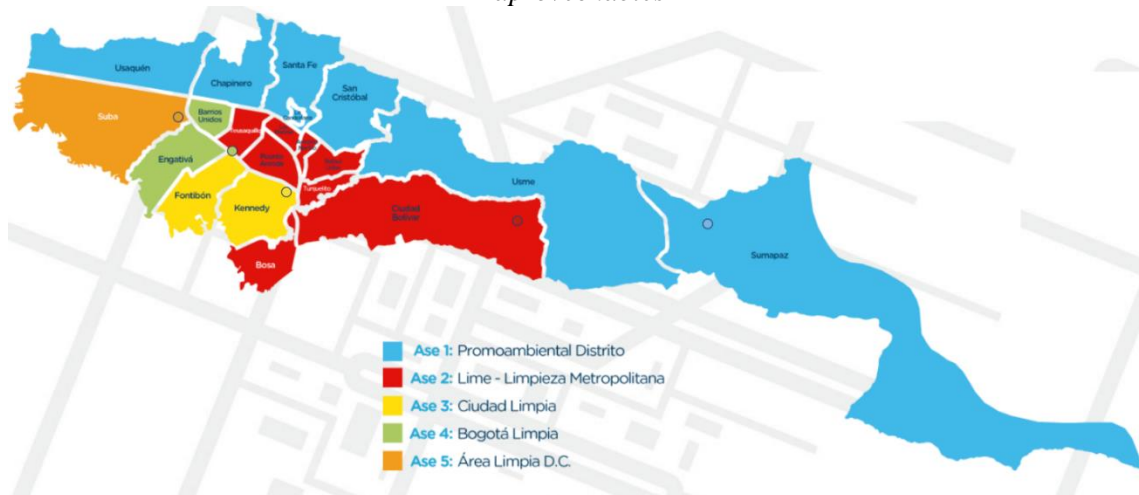 Usaquén
Chapinero
Santa Fe
San
Cristóbal
Suba
Barrios
Unidos
Teusaquillo
Engativá
Fontibón
Kennedy
Tunjuelito
Bosa
Ciudad
Bolívar
Usme
Sumapaz
Ase 1: Promoambiental Distrito
Ase 2: Lime - Limpieza Metropolitana
Ase 3: Ciudad Limpia
Ase 4: Bogotá Limpia
Ase 5: Área Limpia D.C.